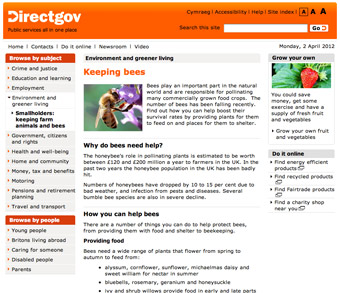 Directgov
Public services all in one place
Cymraeg | Accessibility | Help | Site index | A A A
Search this site
Go
Home | Contacts | Do it online | Newsroom | Video
Monday, 2 April 2012
Browse by subject
Crime and justice
Education and learning
Employment
Environment and greener living
Smallholders: keeping farm animals and bees
Government, citizens and rights
Health and well-being
Home and community
Money, tax and benefits
Motoring
Pensions and retirement planning
Travel and transport
Browse by people
Young people
Britons living abroad
Caring for someone
Disabled people
Parents
Environment and greener living
Keeping bees
Bees play an important part in the natural
world and are responsible for pollinating
many commercially grown food crops. The
number of bees has been falling recently.
Find out how you can help boost their
survival rates by providing plants for them
to feed on and places for them to shelter.
Why do bees need help?
The honeybee's role in pollinating plants is estimated to be worth
between £120 and £200 million a year to farmers in the UK. In the
past two years the honeybee population in the UK has been badly
hit.
Numbers of honeybees have dropped by 10 to 15 per cent due to
bad weather, and infection from pests and diseases. Several
bumble bee species are also in severe decline.
How you can help bees
There are a number of things you can do to help protect bees,
from providing them with food and shelter to beekeeping.
Providing food
Bees need a wide range of plants that flower from spring to
autumn to feed from:
alyssum, cornflower, sunflower, michaelmas daisy and
sweet william for nectar in summer
bluebells, rosemary, geranium and honeysuckle
ivy and shrub willows provide food in early and late parts
Grow your own
You could save
money, get some
exercise and have a
supply of fresh fruit
and vegetables
Grow your own fruit
and vegetables
Do it online
Find energy efficient
products
Find recycled products
Find Fairtrade products
Find a charity shop
near you